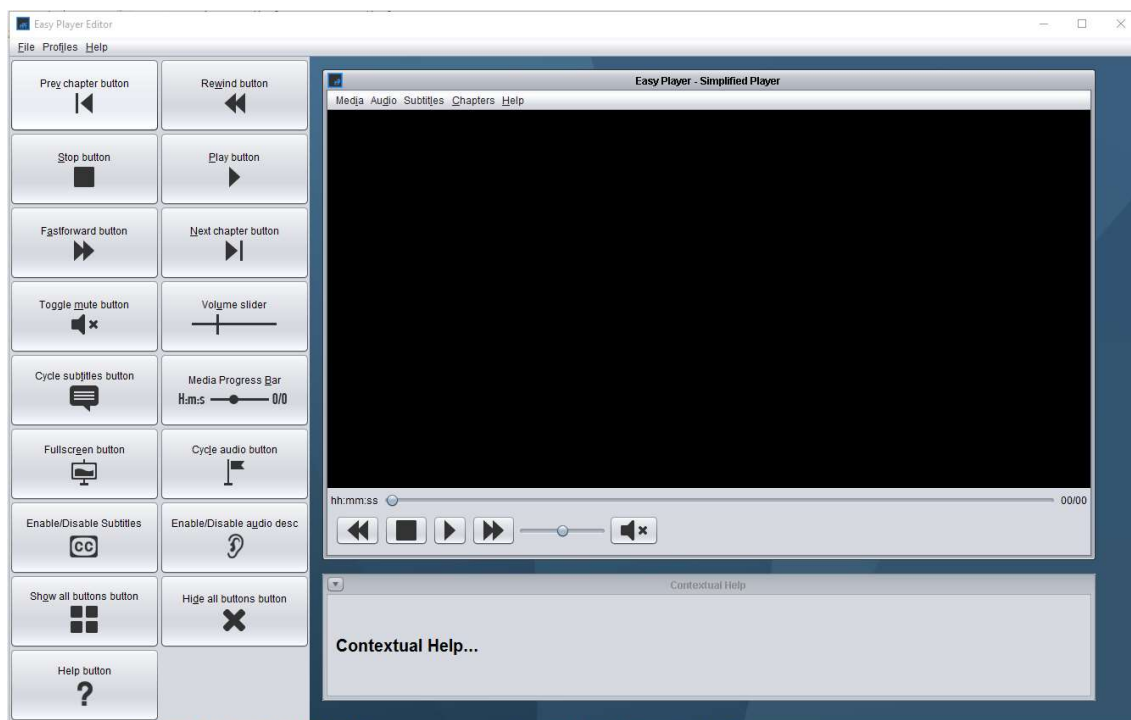 Easy Player Editor
File Profiles Help
Prev chapter button
Rewind button
Stop button
Play button
Fastforward button
Next chapter button
Toggle mute button
Volume slider
Cycle subtitles button
Media Progress Bar
H:m:s 0/0
Fullscreen button
Cycle audio button
Enable/Disable Subtitles
CC
Enable/Disable audio desc
Show all buttons button
Hide all buttons button
Help button
?
Easy Player - Simplified Player
Media Audio Subtitles Chapters Help
hh:mm:ss 00/00
Contextual Help
Contextual Help...